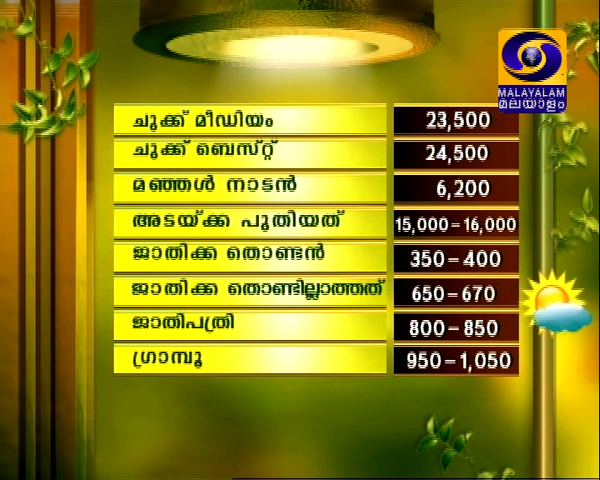 MALAYALAM
മലയാളം
ചുക്ക് മീഡിയം 23,500
ചുക്ക് ബെസ്റ്റ് 24,500
മഞ്ഞൾ നാടൻ 6,200
അടയ്ക്ക പുതിയത് 15,000–16,000
ജാതിക്ക തൊണ്ടൻ 350–400
ജാതിക്ക തൊണ്ടില്ലാത്തത് 650–670
ജാതിപത്രി 800–850
ഗ്രാമ്പൂ 950–1,050